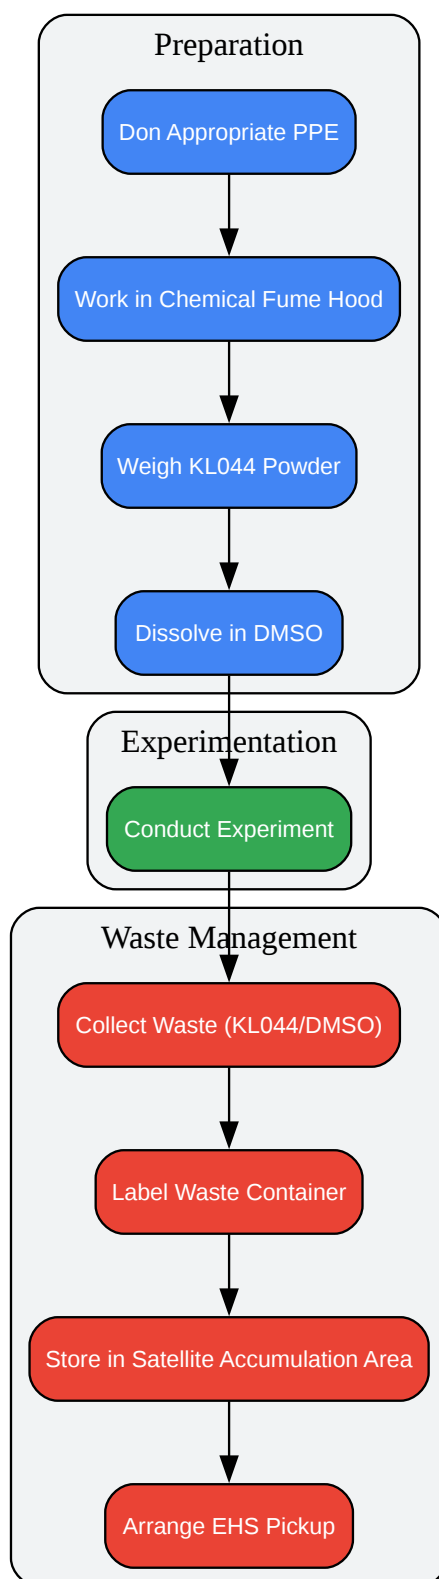 Preparation
Don Appropriate PPE
Work in Chemical Fume Hood
Weigh KL044 Powder
Dissolve in DMSO
Experimentation
Conduct Experiment
Waste Management
Collect Waste (KL044/DMSO)
Label Waste Container
Store in Satellite Accumulation Area
Arrange EHS Pickup